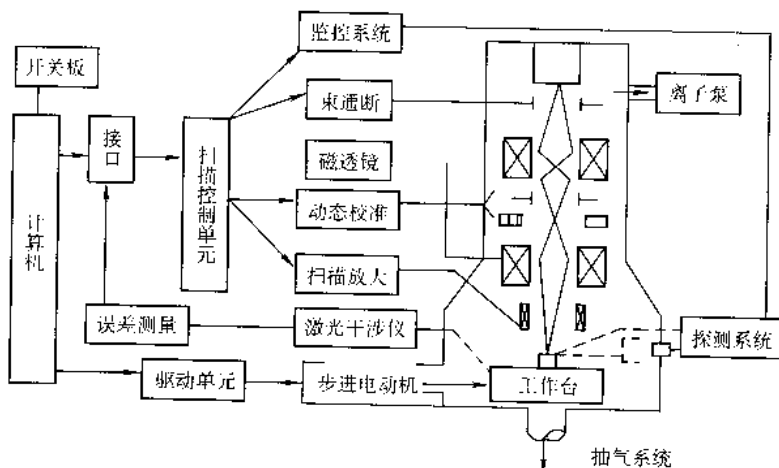 监控系统
开关板
束通断
离子泵
接口
扫描控制单元
磁透镜
计算机
动态校准
扫描放大
误差测量
激光干涉仪
探测系统
驱动单元
步进电动机
工作台
抽气系统